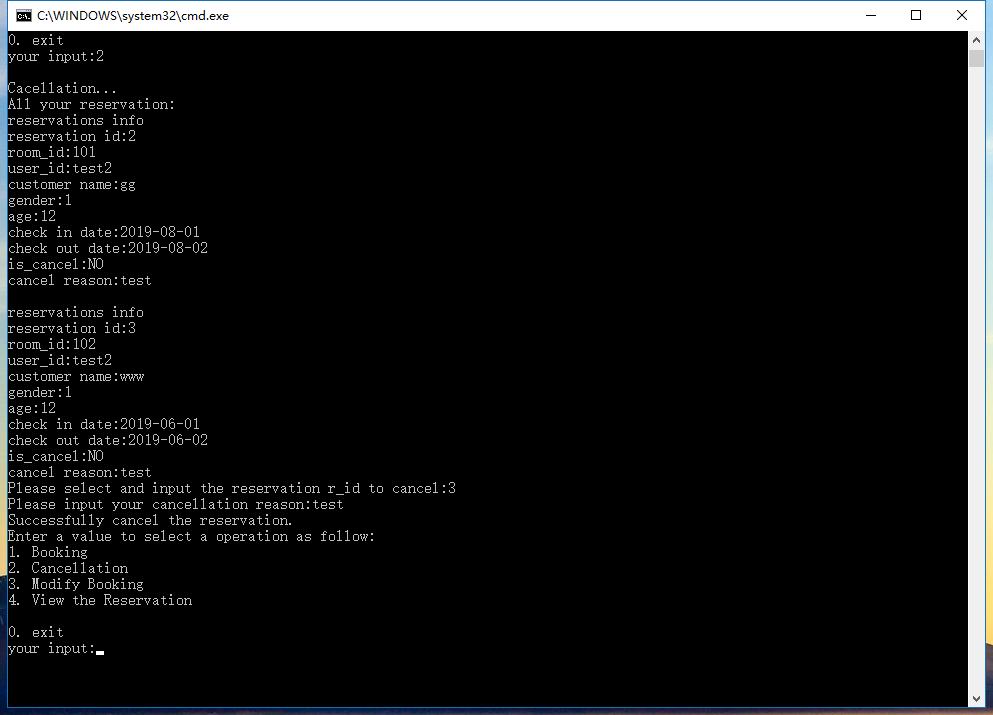 C:\WINDOWS\system32\cmd.exe
0. exit
your input:2
Cacellation...
All your reservation:
reservations info
reservation id:2
room_id:101
user_id:test2
customer name:gg
gender:1
age:12
check in date:2019-08-01
check out date:2019-08-02
is_cancel:NO
cancel reason:test
reservations info
reservation id:3
room_id:102
user_id:test2
customer name:www
gender:1
age:12
check in date:2019-06-01
check out date:2019-06-02
is_cancel:NO
cancel reason:test
Please select and input the reservation r_id to cancel:3
Please input your cancellation reason:test
Successfully cancel the reservation.
Enter a value to select a operation as follow:
1. Booking
2. Cancellation
3. Modify Booking
4. View the Reservation
0. exit
your input: